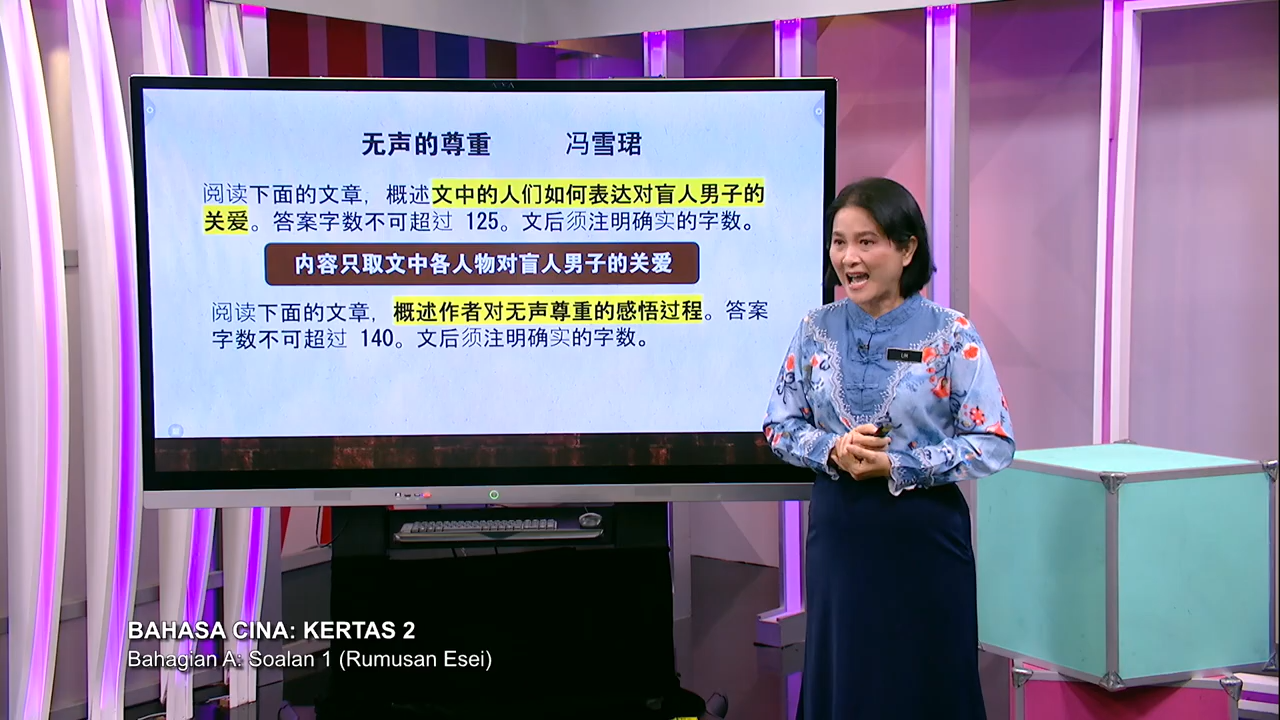 无声的尊重 冯雪珺
阅读下面的文章，概述文中的人们如何表达对盲人男子的
关爱。答案字数不可超过 125。文后须注明确实的字数。
内容只取文中各人物对盲人男子的关爱
阅读下面的文章，概述作者对无声尊重的感悟过程。答案
字数不可超过 140。文后须注明确实的字数。
BAHASA CINA: KERTAS 2
Bahagian A: Soalan 1 (Rumusan Esei)